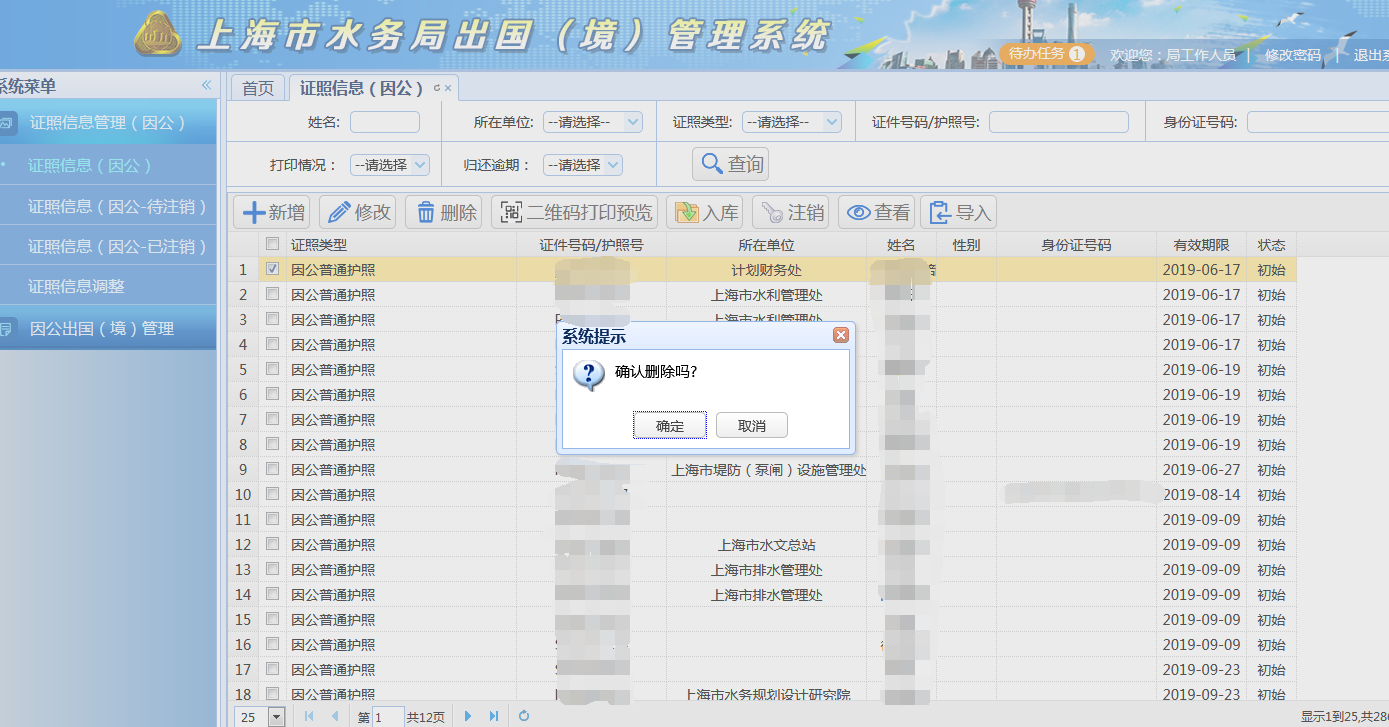 上海市水务局出国（境）管理系统
待办任务 1 欢迎您：局工作人员 | 修改密码 | 退出系
系统菜单 «
首页 证照信息（因公）
证照信息管理（因公）
证照信息（因公）
证照信息（因公-待注销）
证照信息（因公-已注销）
证照信息调整
因公出国（境）管理
姓名: 所在单位: --请选择-- 证照类型: --请选择-- 证件号码/护照号: 身份证号码:
打印情况： --请选择 归还逾期： --请选择 查询
新增 修改 删除 二维码打印预览 入库 注销 查看 导入
证照类型 证件号码/护照号 所在单位 姓名 性别 身份证号码 有效期限 状态
1 因公普通护照 计划财务处 2019-06-17 初始
2 因公普通护照 上海市水利管理处 2019-06-17 初始
3 因公普通护照 上海市水利管理处 2019-06-17 初始
4 因公普通护照 2019-06-17 初始
5 因公普通护照 2019-06-19 初始
6 因公普通护照 2019-06-19 初始
7 因公普通护照 2019-06-19 初始
8 因公普通护照 2019-06-19 初始
9 因公普通护照 上海市堤防（泵闸）设施管理处 2019-06-27 初始
10 因公普通护照 2019-08-14 初始
11 因公普通护照 2019-09-09 初始
12 因公普通护照 上海市水文总站 2019-09-09 初始
13 因公普通护照 上海市排水管理处 2019-09-09 初始
14 因公普通护照 上海市排水管理处 2019-09-09 初始
15 因公普通护照 2019-09-09 初始
16 因公普通护照 2019-09-09 初始
17 因公普通护照 2019-09-23 初始
18 因公普通护照 上海市水务规划设计研究院 2019-09-23 初始
系统提示
确认删除吗?
确定 取消
25 第 1 共12页 显示1到25,共28